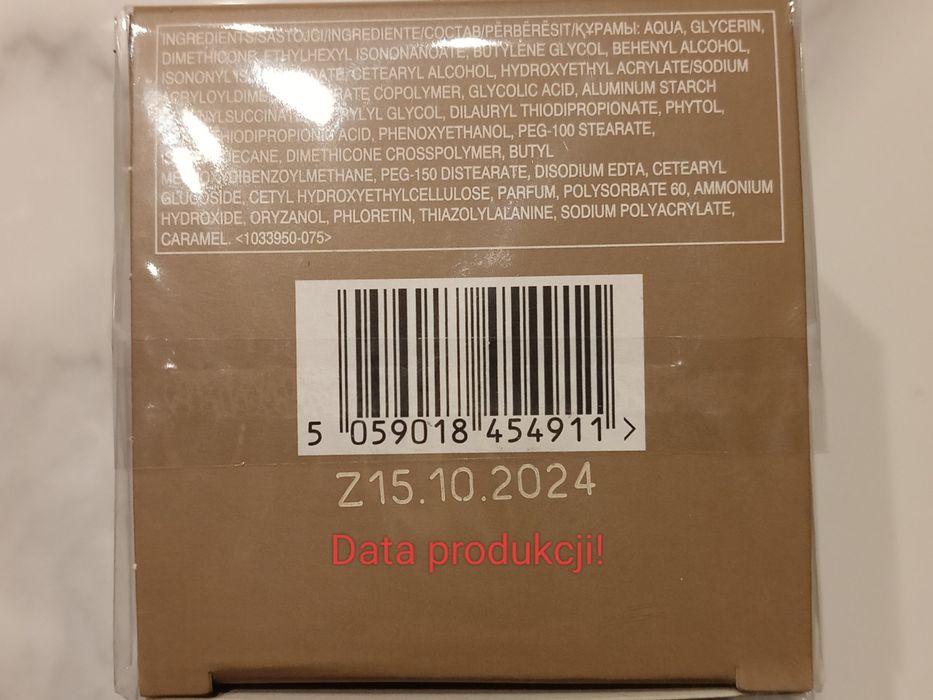 INGREDIENTS/SASTOJCI/INGREDIENTE/СОСТАВ/PËRBËRËSIT/ҚҰРАМЫ: AQUA, GLYCERIN,
DIMETHICONE, ETHYLHEXYL ISONONANOATE, BUTYLENE GLYCOL, BEHENYL ALCOHOL,
ISONONYL CETEARYL ALCOHOL, HYDROXYETHYL ACRYLATE/SODIUM
COPOLYMER, GLYCOLIC ACID, ALUMINUM STARCH
GLYCOL, DILAURYL THIODIPROPIONATE, PHYTOL,
ACID, PHENOXYETHANOL, PEG-100 STEARATE,
DIMETHICONE CROSSPOLYMER, BUTYL
PEG-150 DISTEARATE, DISODIUM EDTA, CETEARYL
GLUCOSIDE, CETYL HYDROXYETHYLCELLULOSE, PARFUM, POLYSORBATE 60, AMMONIUM
HYDROXIDE, ORYZANOL, PHLORETIN, THIAZOLYLALANINE, SODIUM POLYACRYLATE,
CARAMEL. <1033950-075>
5 059018 454911 >
Z15.10.2024
Data produkcji!